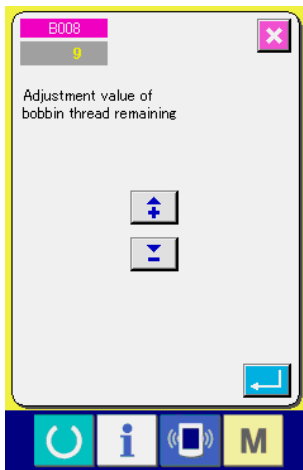 B008
9
Adjustment value of
bobbin thread remaining
i
M